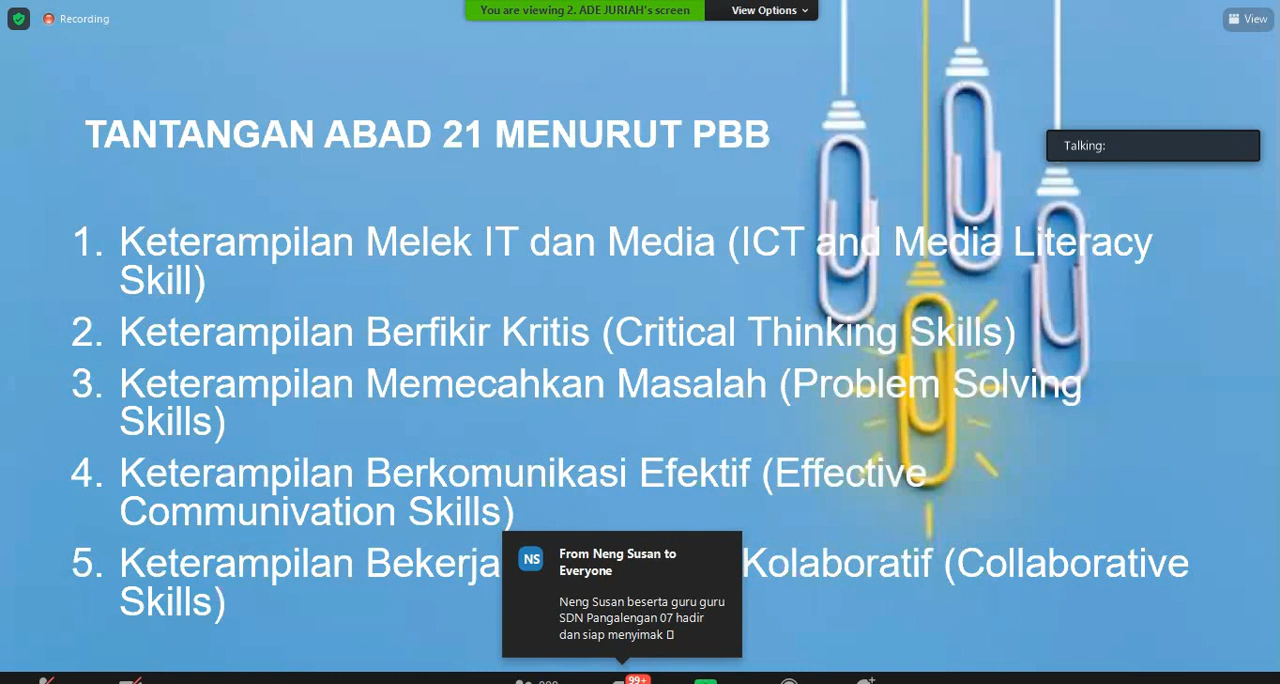 Recording
You are viewing 2. ADE JURIAH's screen
View Options
View
TANTANGAN ABAD 21 MENURUT PBB
Talking:
1. Keterampilan Melek IT dan Media (ICT and Media Literacy
Skill)
2. Keterampilan Berfikir Kritis (Critical Thinking Skills)
3. Keterampilan Memecahkan Masalah (Problem Solving
Skills)
4. Keterampilan Berkomunikasi Efektif (Effective
Communivation Skills)
5. Keterampilan Bekerja Kolaboratif (Collaborative
Skills)
NS
From Neng Susan to
Everyone
Neng Susan beserta guru guru
SDN Pangalengan 07 hadir
dan siap menyimak
99+